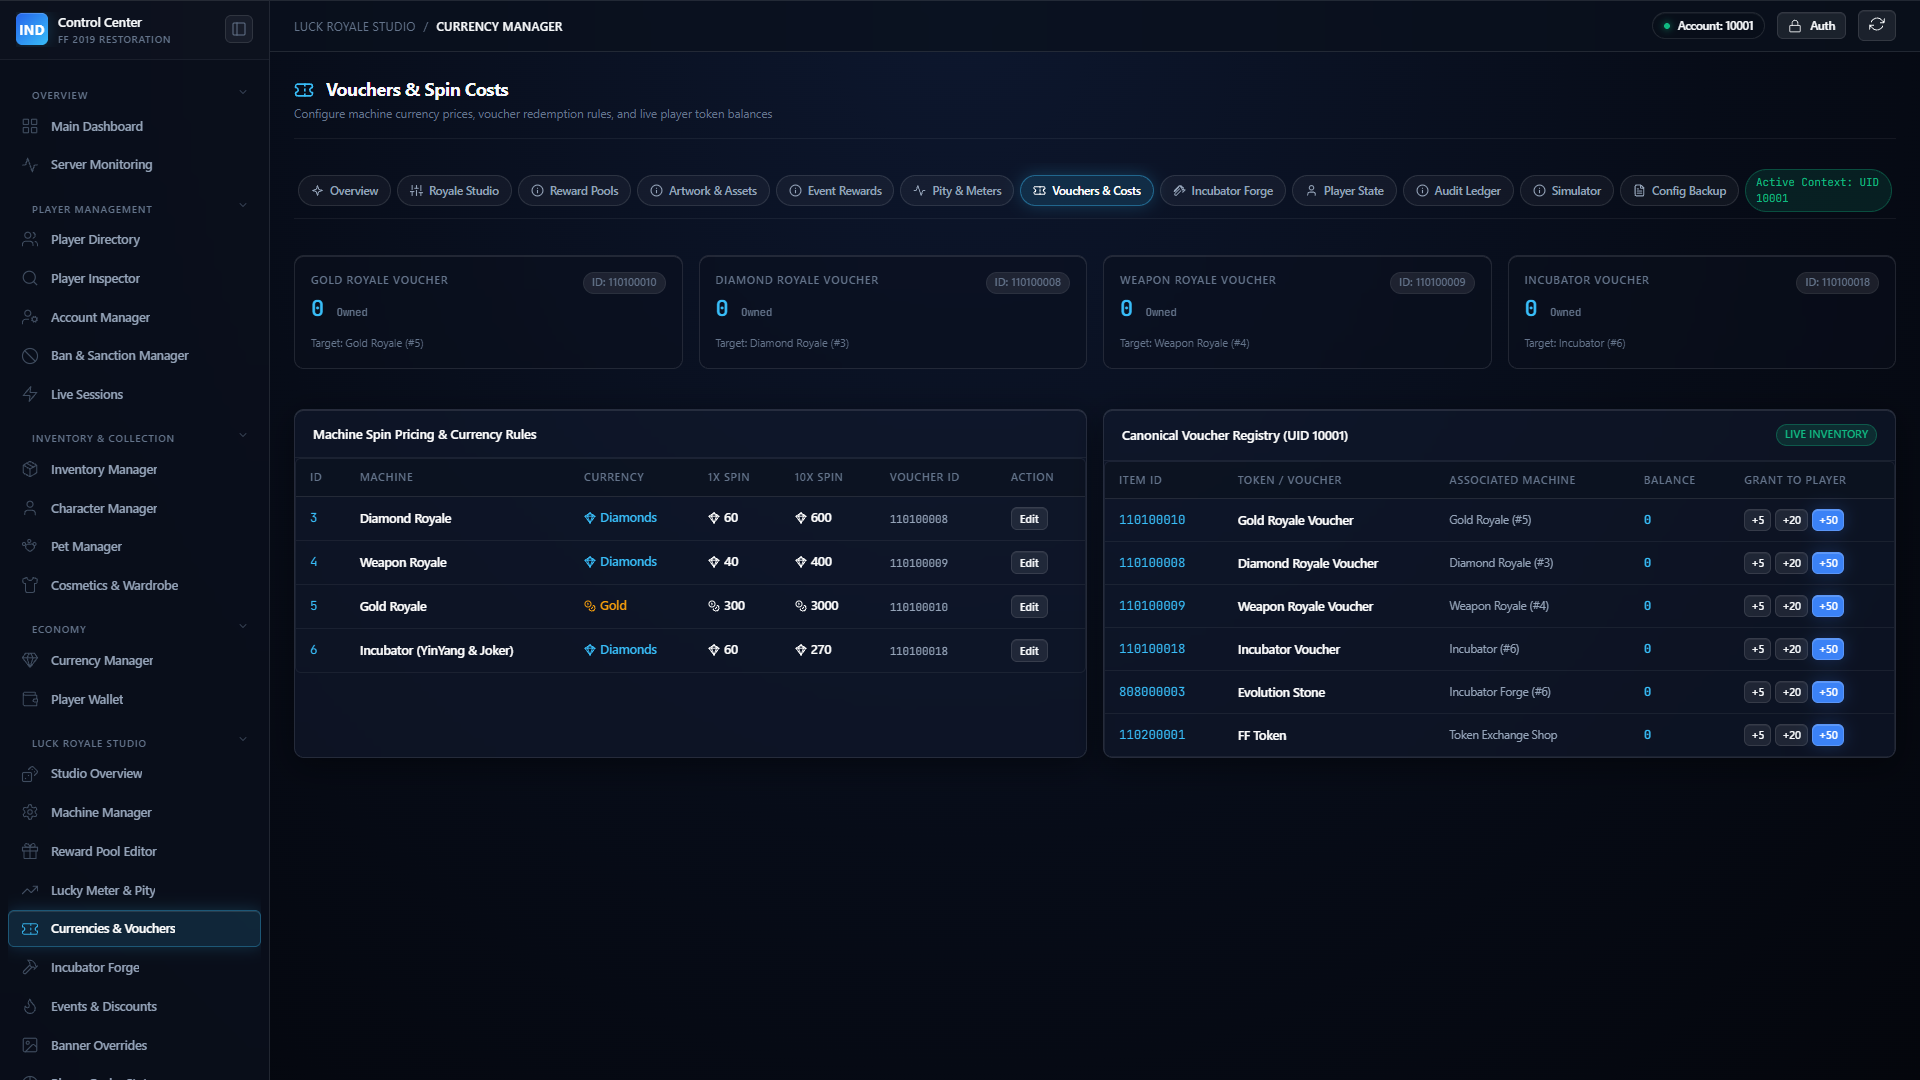 IND
Control Center
FF 2019 RESTORATION
OVERVIEW
Main Dashboard
Server Monitoring
PLAYER MANAGEMENT
Player Directory
Player Inspector
Account Manager
Ban & Sanction Manager
Live Sessions
INVENTORY & COLLECTION
Inventory Manager
Character Manager
Pet Manager
Cosmetics & Wardrobe
ECONOMY
Currency Manager
Player Wallet
LUCK ROYALE STUDIO
Studio Overview
Machine Manager
Reward Pool Editor
Lucky Meter & Pity
Currencies & Vouchers
Incubator Forge
Events & Discounts
Banner Overrides
LUCK ROYALE STUDIO / CURRENCY MANAGER
Account: 10001
Auth
Vouchers & Spin Costs
Configure machine currency prices, voucher redemption rules, and live player token balances
Overview
Royale Studio
Reward Pools
Artwork & Assets
Event Rewards
Pity & Meters
Vouchers & Costs
Incubator Forge
Player State
Audit Ledger
Simulator
Config Backup
Active Context: UID
10001
GOLD ROYALE VOUCHER ID: 110100010
0 Owned
Target: Gold Royale (#5)
DIAMOND ROYALE VOUCHER ID: 110100008
0 Owned
Target: Diamond Royale (#3)
WEAPON ROYALE VOUCHER ID: 110100009
0 Owned
Target: Weapon Royale (#4)
INCUBATOR VOUCHER ID: 110100018
0 Owned
Target: Incubator (#6)
Machine Spin Pricing & Currency Rules
ID MACHINE CURRENCY 1X SPIN 10X SPIN VOUCHER ID ACTION
3 Diamond Royale Diamonds 60 600 110100008 Edit
4 Weapon Royale Diamonds 40 400 110100009 Edit
5 Gold Royale Gold 300 3000 110100010 Edit
6 Incubator (YinYang & Joker) Diamonds 60 270 110100018 Edit
Canonical Voucher Registry (UID 10001) LIVE INVENTORY
ITEM ID TOKEN / VOUCHER ASSOCIATED MACHINE BALANCE GRANT TO PLAYER
110100010 Gold Royale Voucher Gold Royale (#5) 0 +5 +20 +50
110100008 Diamond Royale Voucher Diamond Royale (#3) 0 +5 +20 +50
110100009 Weapon Royale Voucher Weapon Royale (#4) 0 +5 +20 +50
110100018 Incubator Voucher Incubator (#6) 0 +5 +20 +50
808000003 Evolution Stone Incubator Forge (#6) 0 +5 +20 +50
110200001 FF Token Token Exchange Shop 0 +5 +20 +50